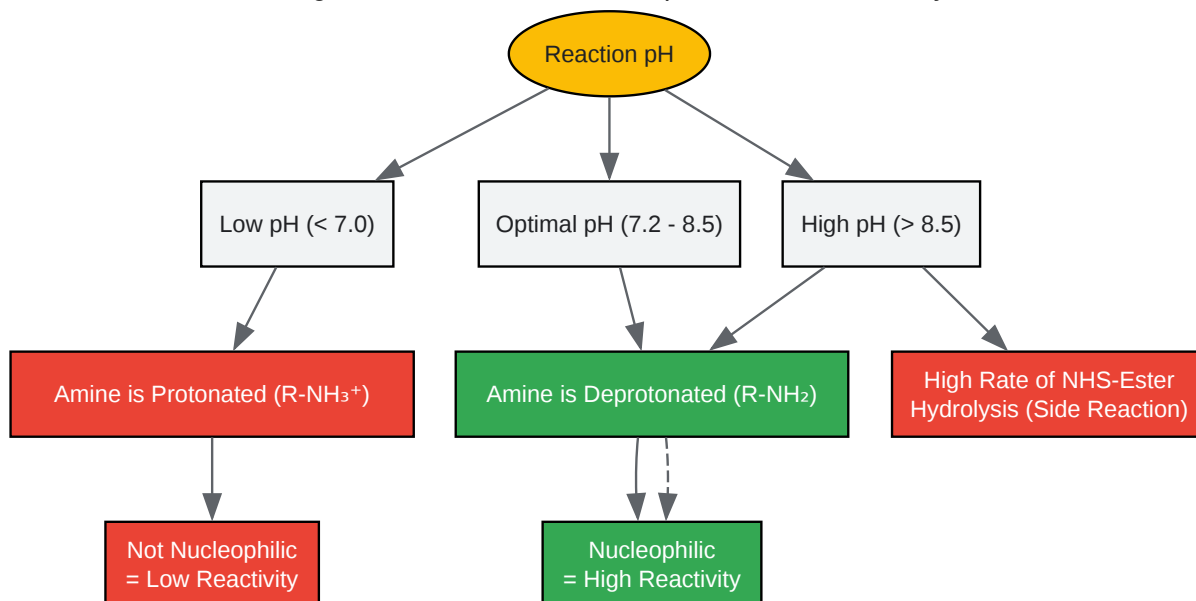 Reaction pH
Low pH (< 7.0)
Optimal pH (7.2 - 8.5)
High pH (> 8.5)
Amine is Protonated (R-NH₃⁺)
Amine is Deprotonated (R-NH₂)
High Rate of NHS-Ester
Hydrolysis (Side Reaction)
Not Nucleophilic
= Low Reactivity
Nucleophilic
= High Reactivity